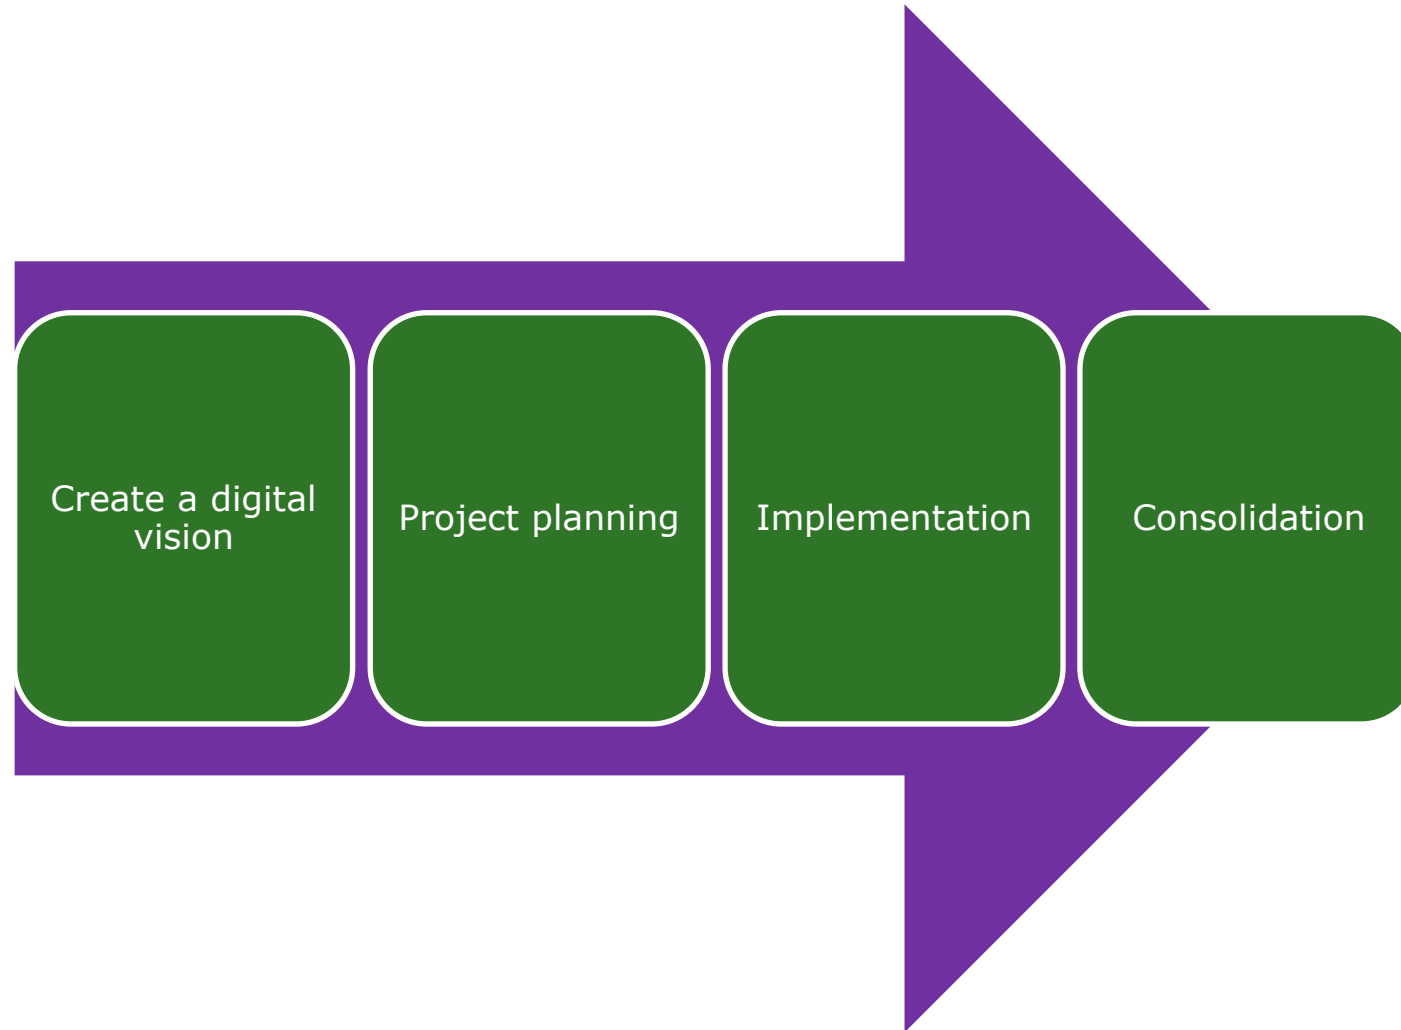 Create a digital
vision
Project planning
Implementation
Consolidation